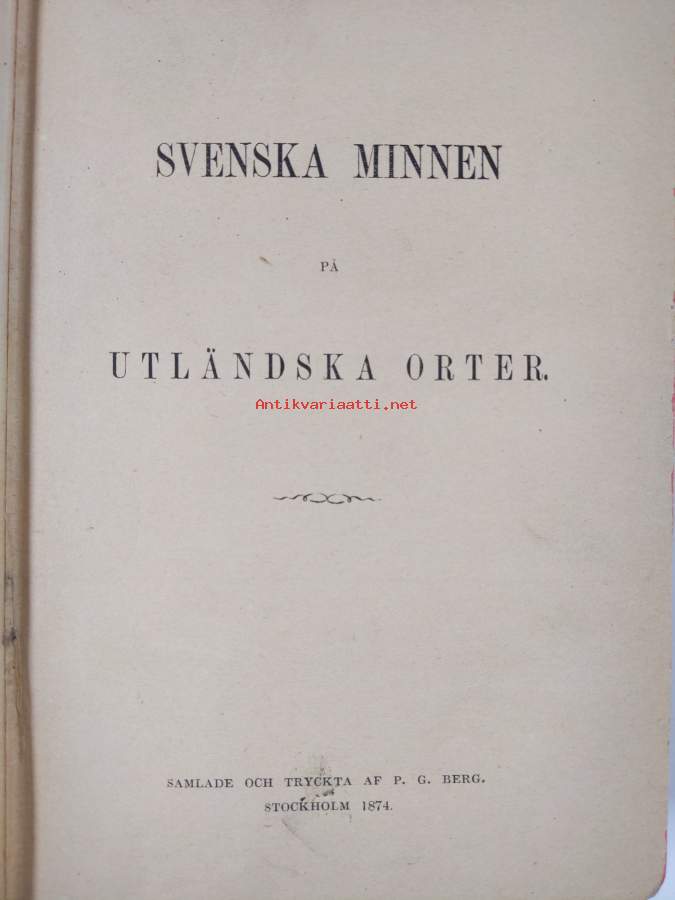 SVENSKA MINNEN
PÅ
UTLÄNDSKA ORTER.
Antikvariaatti.net
SAMLADE OCH TRYCKTA AF P. G. BERG.
STOCKHOLM 1874.